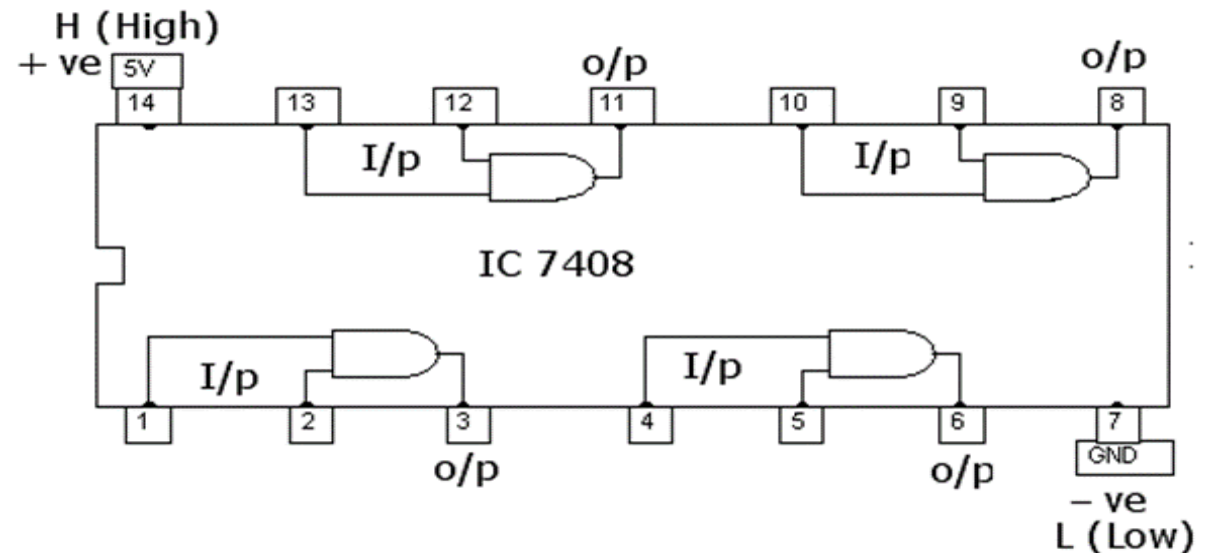 H (High)
+ ve 5V o/p o/p
14 13 12 11 10 9 8
I/p I/p
IC 7408
I/p I/p
1 2 3 4 5 6 7
o/p o/p GND
– ve
L (Low)